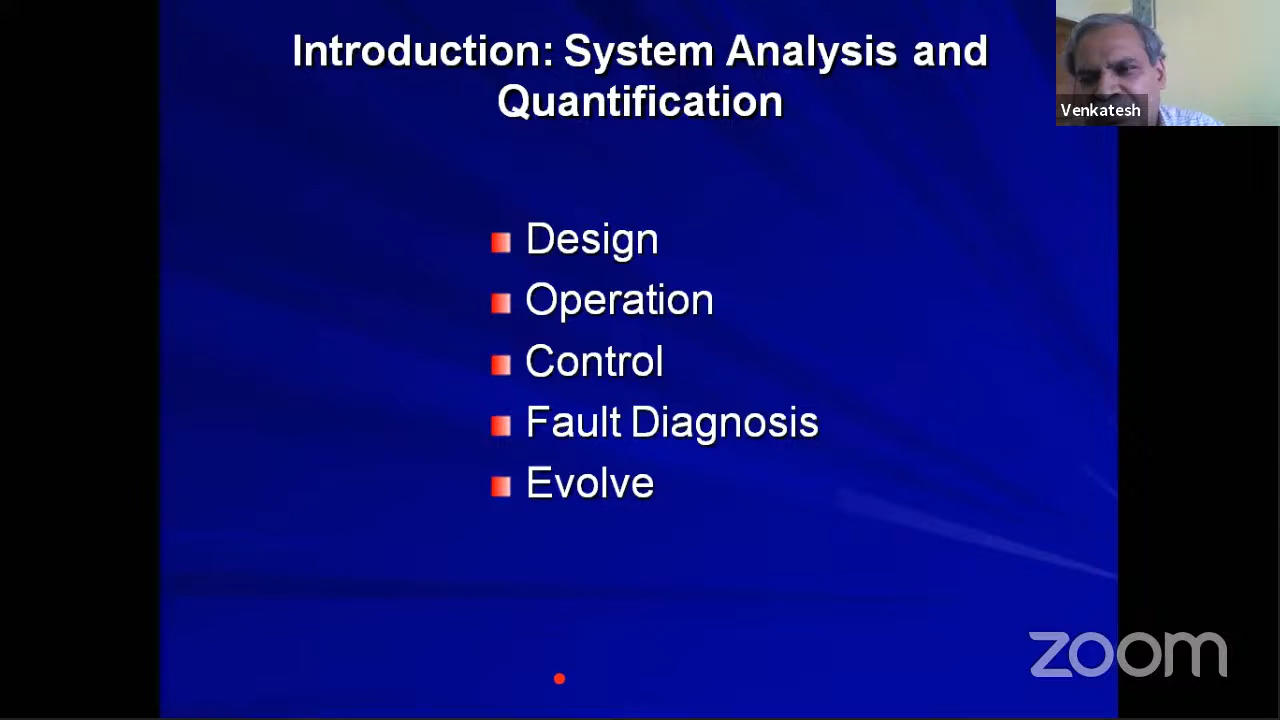 Introduction: System Analysis and
Quantification
Venkatesh
Design
Operation
Control
Fault Diagnosis
Evolve
zoom